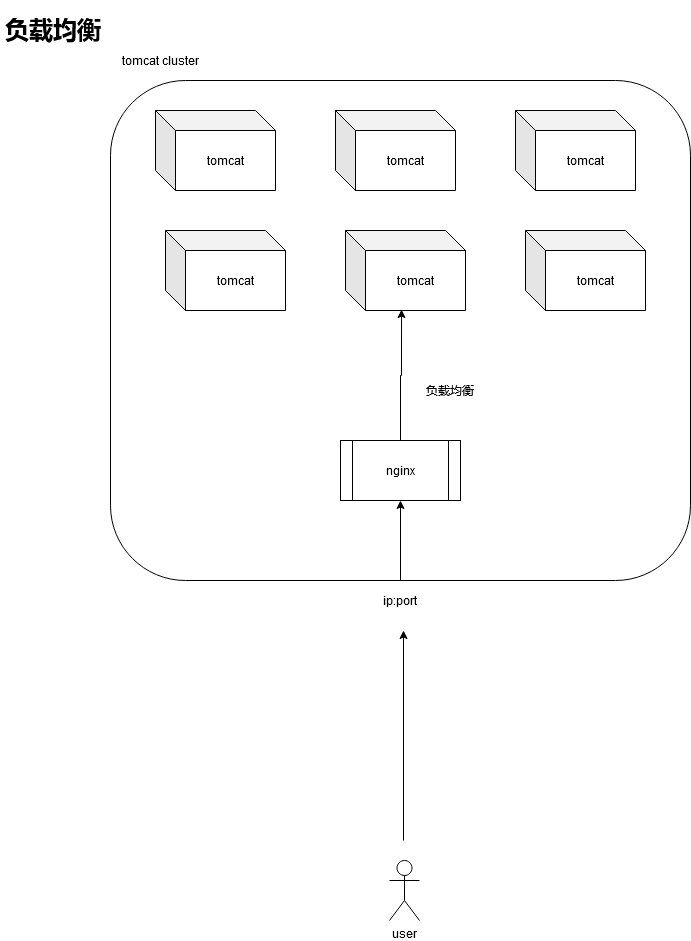 负载均衡
tomcat cluster
tomcat
tomcat
tomcat
tomcat
tomcat
tomcat
负载均衡
nginx
ip:port
user